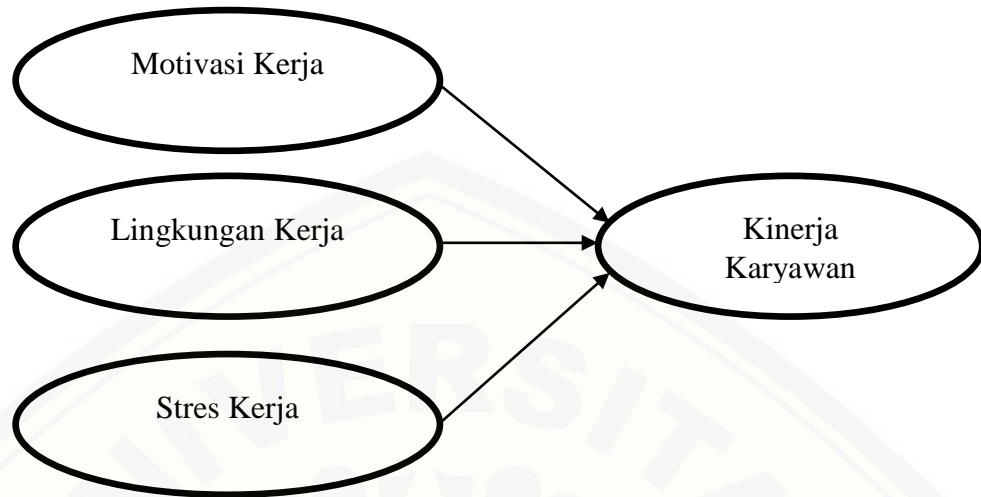 Motivasi Kerja
Lingkungan Kerja
Kinerja
Karyawan
Stres Kerja